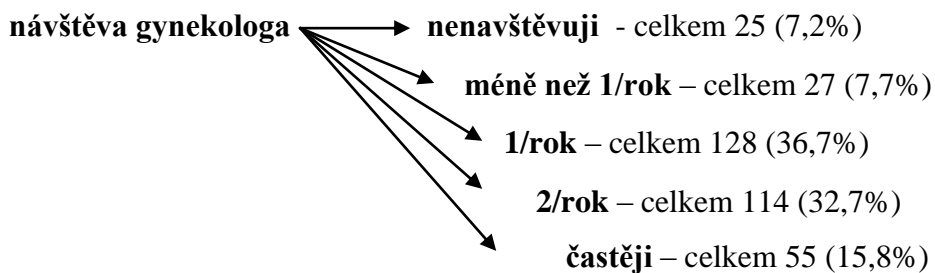 návštěva gynekologa nenavštěvuji - celkem 25 (7,2%)
méně než 1/rok – celkem 27 (7,7%)
1/rok – celkem 128 (36,7%)
2/rok – celkem 114 (32,7%)
častěji – celkem 55 (15,8%)